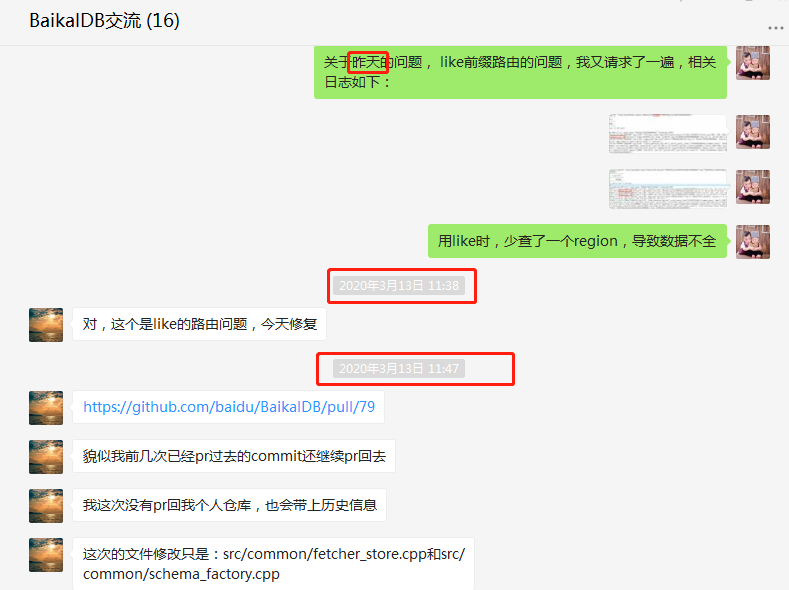 BaikalDB交流 (16)
关于昨天的问题， like前缀路由的问题，我又请求了一遍，相关
日志如下：
用like时，少查了一个region，导致数据不全
2020年3月13日 11:38
对，这个是like的路由问题，今天修复
2020年3月13日 11:47
https://github.com/baidu/BaikalDB/pull/79
貌似我前几次已经pr过去的commit还继续pr回去
我这次没有pr回我个人仓库，也会带上历史信息
这次的文件修改只是：src/common/fetcher_store.cpp和src/
common/schema_factory.cpp